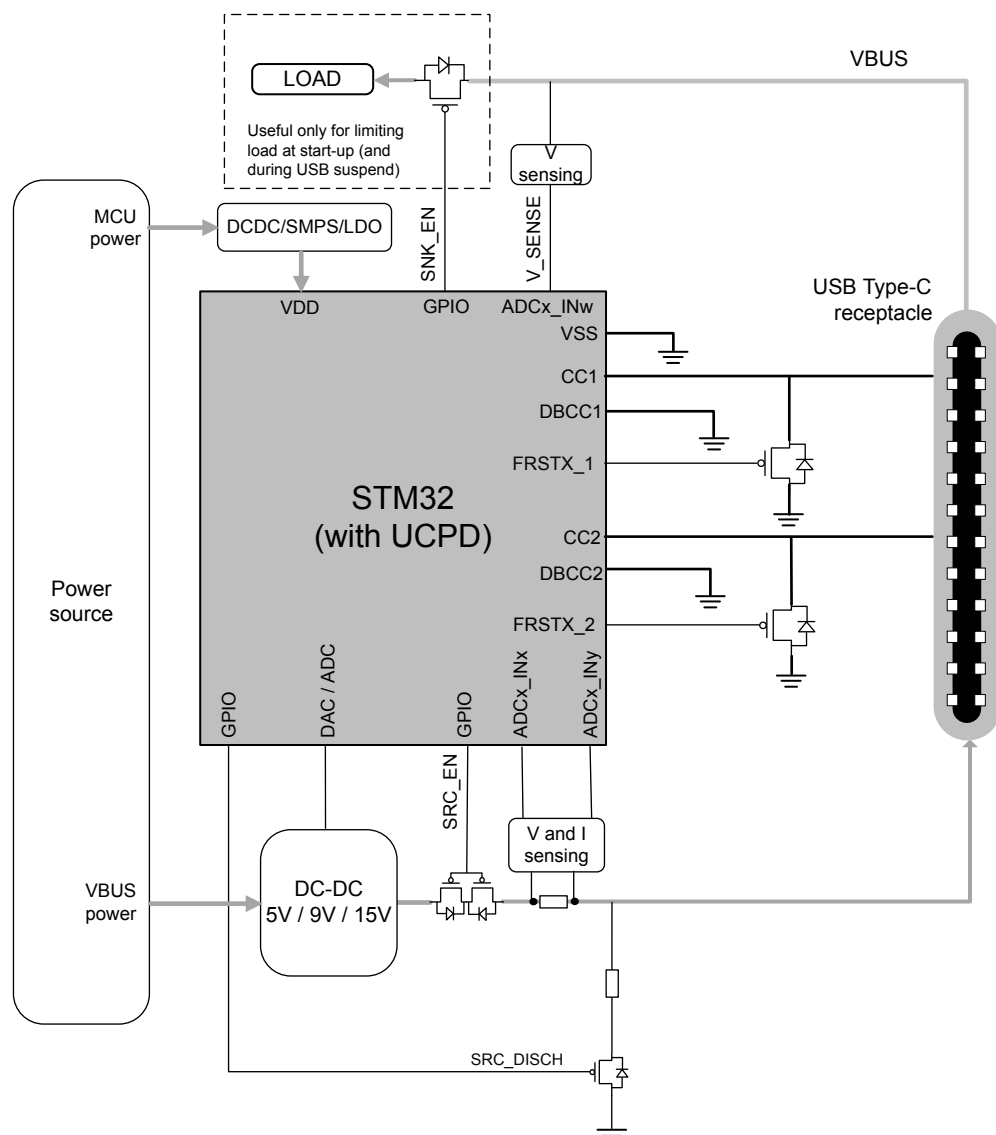 VBUS
LOAD
Useful only for limiting
load at start-up (and
during USB suspend)
V
sensing
MCU
power
DCDC/SMPS/LDO
SNK_EN
V_SENSE
USB Type-C
receptacle
VDD
GPIO
ADCx_INw
VSS
CC1
DBCC1
FRSTX_1
STM32
(with UCPD)
CC2
DBCC2
FRSTX_2
Power
source
GPIO
DAC / ADC
GPIO
ADCx_INx
ADCx_INy
SRC_EN
V and I
sensing
VBUS
power
DC-DC
5V / 9V / 15V
SRC_DISCH